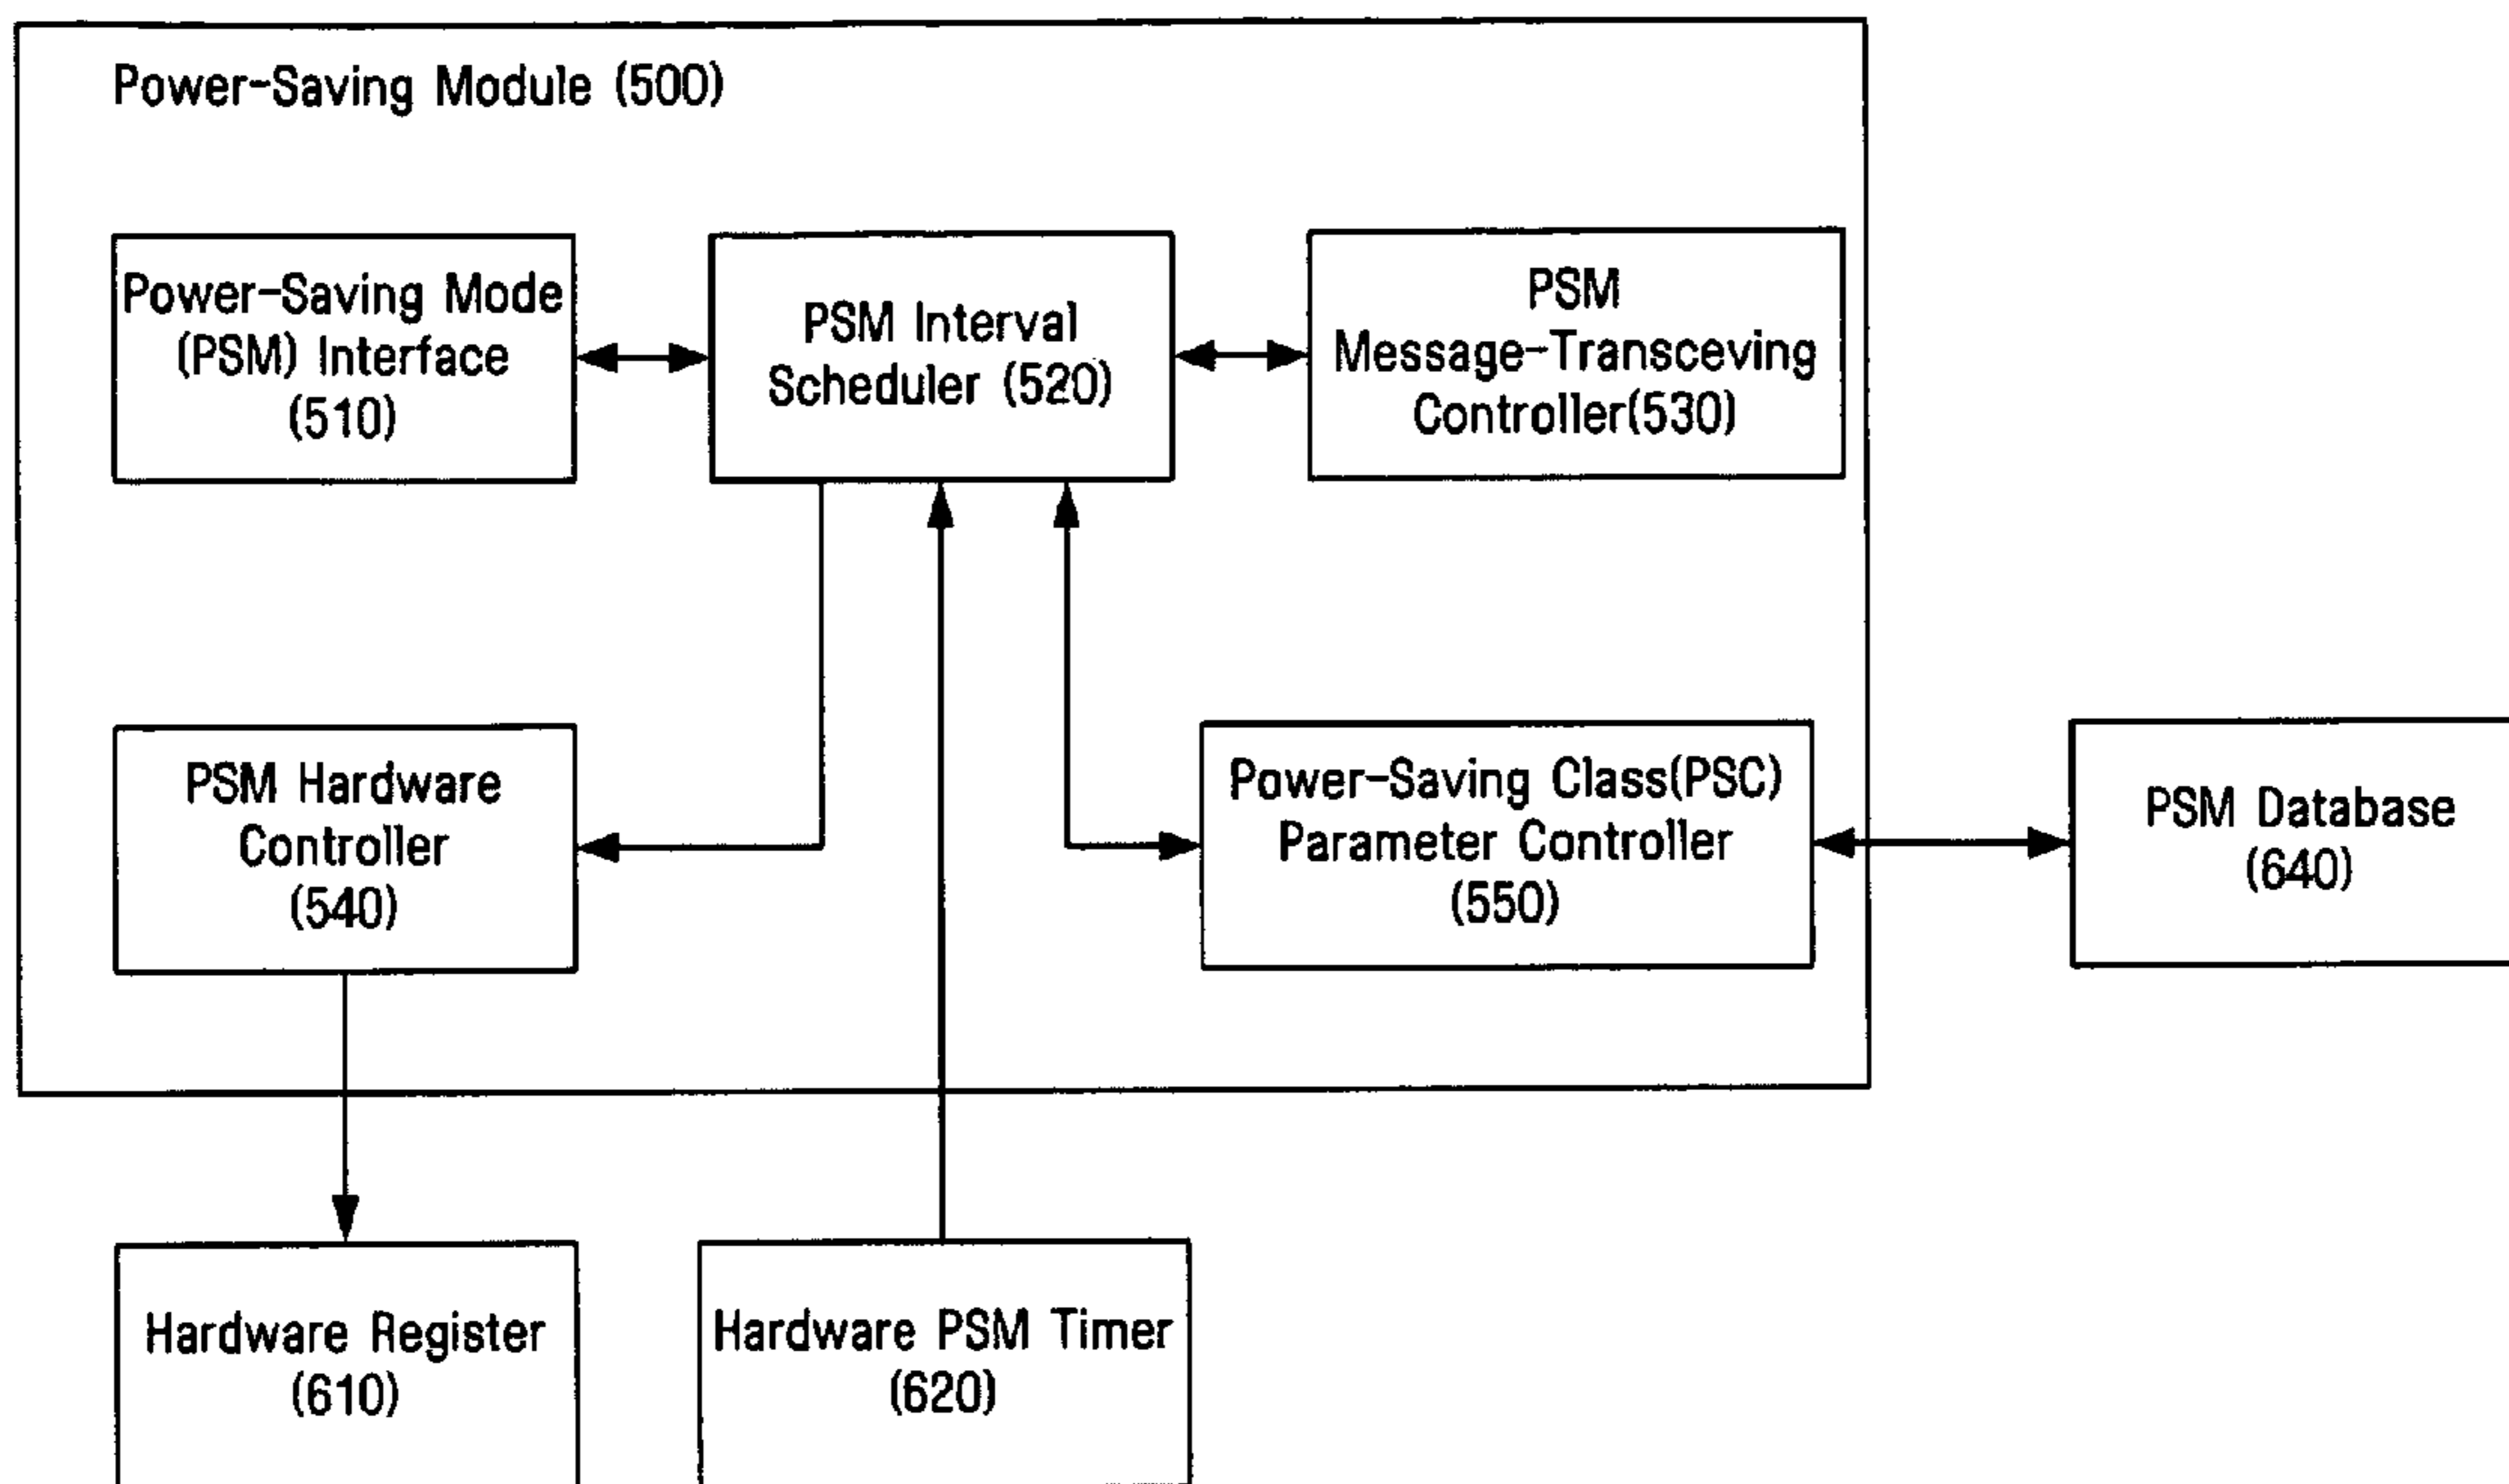 Power-Saving Module (500)
Power-Saving Mode
(PSM) Interface
(510)
PSM Interval
Scheduler (520)
PSM
Message-Transceving
Controller(530)
PSM Hardware
Controller
(540)
Power-Saving Class(PSC)
Parameter Controller
(550)
PSM Database
(640)
Hardware Register
(610)
Hardware PSM Timer
(620)